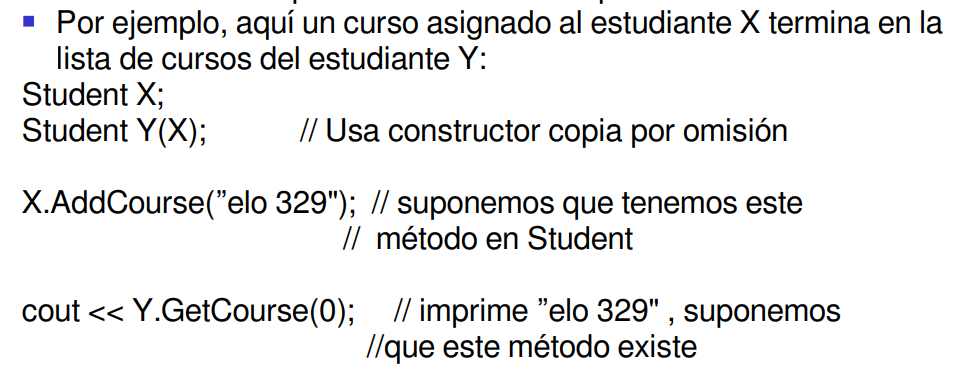 Por ejemplo, aquí un curso asignado al estudiante X termina en la
lista de cursos del estudiante Y:
Student X;
Student Y(X); // Usa constructor copia por omisión
X.AddCourse(”elo 329"); // suponemos que tenemos este
// método en Student
cout << Y.GetCourse(0); // imprime ”elo 329" , suponemos
//que este método existe